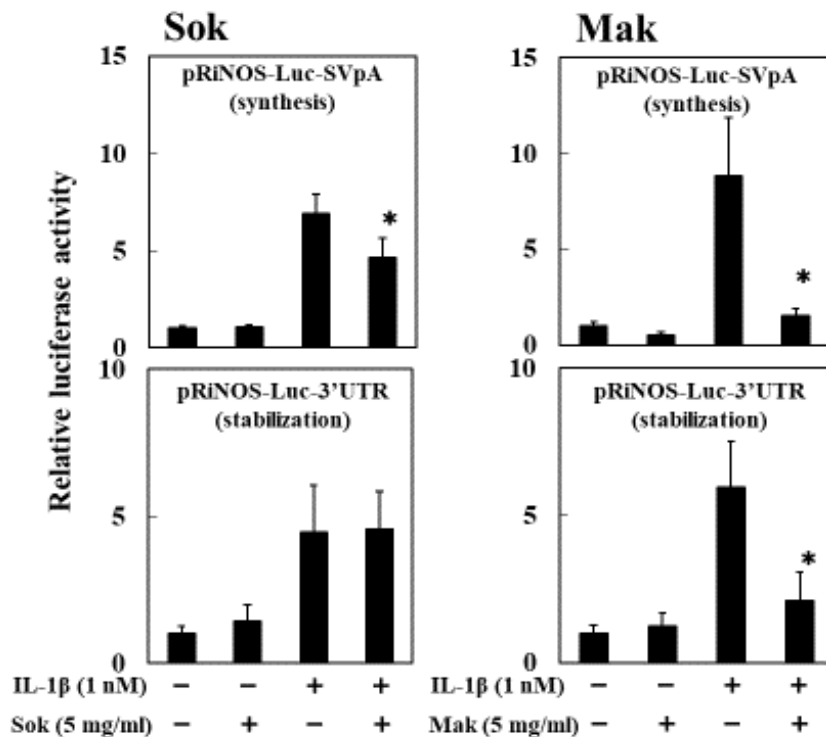 Sok
Mak
Relative luciferase activity
15
pRiNOS-Luc-SVpA
(synthesis)
10
*
5
0
15
pRiNOS-Luc-SVpA
(synthesis)
10
*
5
0
10
pRiNOS-Luc-3’UTR
(stabilization)
5
0
10
pRiNOS-Luc-3’UTR
(stabilization)
*
5
0
IL-1β (1 nM) − − + +
Sok (5 mg/ml) − + − +
IL-1β (1 nM) − − + +
Mak (5 mg/ml) − + − +